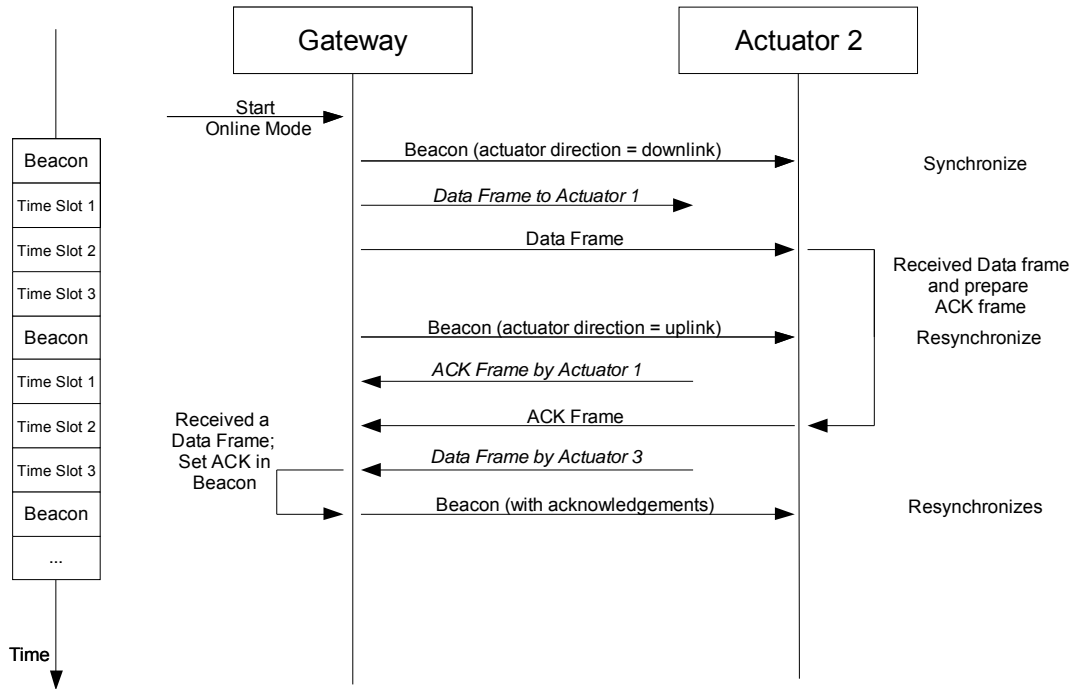 Gateway
Actuator 2
Start
Online Mode
Beacon
Beacon (actuator direction = downlink)
Synchronize
Time Slot 1
Data Frame to Actuator 1
Time Slot 2
Data Frame
Received Data frame
and prepare
ACK frame
Time Slot 3
Beacon
Beacon (actuator direction = uplink)
Resynchronize
Time Slot 1
ACK Frame by Actuator 1
Time Slot 2
ACK Frame
Received a
Data Frame;
Set ACK in
Beacon
Time Slot 3
Data Frame by Actuator 3
Beacon
Beacon (with acknowledgements)
Resynchronizes
...
Time